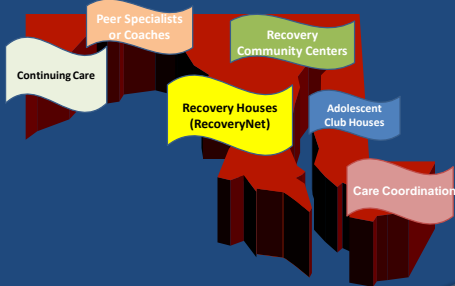 Peer Specialists
or Coaches
Recovery
Community Centers
Continuing Care
Recovery Houses
(RecoveryNet)
Adolescent
Club Houses
Care Coordination